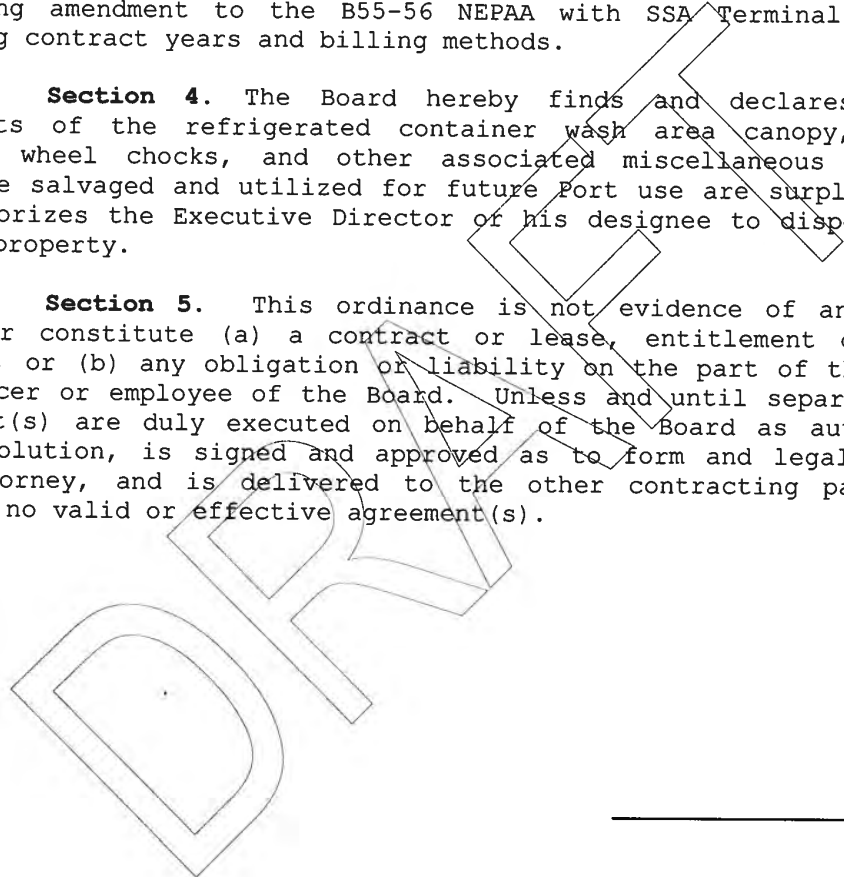 ng amendment to the B55-56 NEPAA with SSA Terminal
g contract years and billing methods.
Section 4. The Board hereby finds and declares
ts of the refrigerated container wash area canopy,
wheel chocks, and other associated miscellaneous
e salvaged and utilized for future Port use are surpl
orizes the Executive Director or his designee to disp
property.
Section 5. This ordinance is not evidence of an
r constitute (a) a contract or lease, entitlement
or (b) any obligation or liability on the part of t
cer or employee of the Board. Unless and until separ
t(s) are duly executed on behalf of the Board as au
olution, is signed and approved as to form and legal
orney, and is delivered to the other contracting pa
no valid or effective agreement(s).
DRAFT